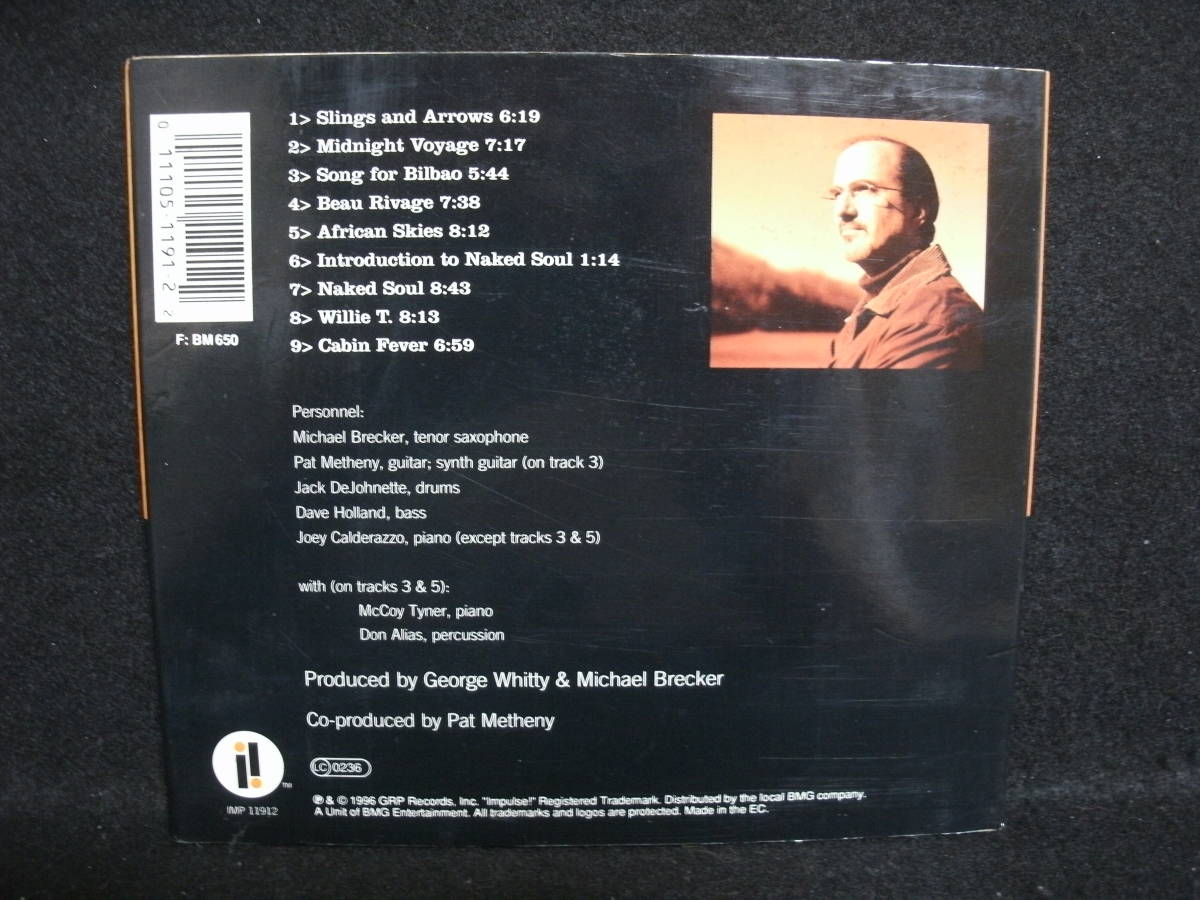 0 11105-1191-2 2
F: BM 650
1> Slings and Arrows 6:19
2> Midnight Voyage 7:17
3> Song for Bilbao 5:44
4> Beau Rivage 7:38
5> African Skies 8:12
6> Introduction to Naked Soul 1:14
7> Naked Soul 8:43
8> Willie T. 8:13
9> Cabin Fever 6:59
Personnel:
Michael Brecker, tenor saxophone
Pat Metheny, guitar; synth guitar (on track 3)
Jack DeJohnette, drums
Dave Holland, bass
Joey Calderazzo, piano (except tracks 3 & 5)
with (on tracks 3 & 5):
McCoy Tyner, piano
Don Alias, percussion
Produced by George Whitty & Michael Brecker
Co-produced by Pat Metheny
i! ™
IMP 11912
LC 0236
℗ & © 1996 GRP Records, Inc. "Impulse!" Registered Trademark. Distributed by the local BMG company.
A Unit of BMG Entertainment. All trademarks and logos are protected. Made in the EC.